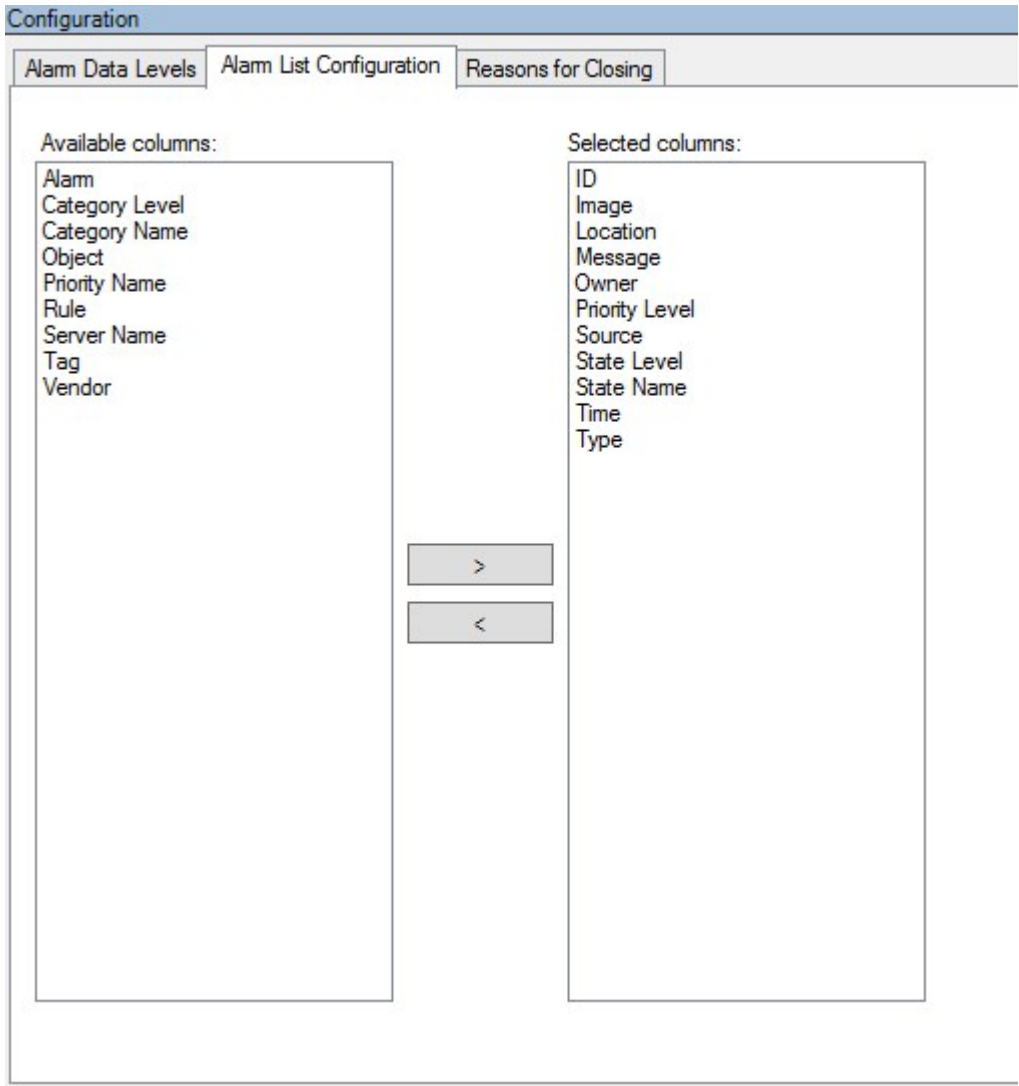 Configuration
Alarm Data Levels
Alarm List Configuration
Reasons for Closing
Available columns:
Alarm
Category Level
Category Name
Object
Priority Name
Rule
Server Name
Tag
Vendor
>
<
Selected columns:
ID
Image
Location
Message
Owner
Priority Level
Source
State Level
State Name
Time
Type